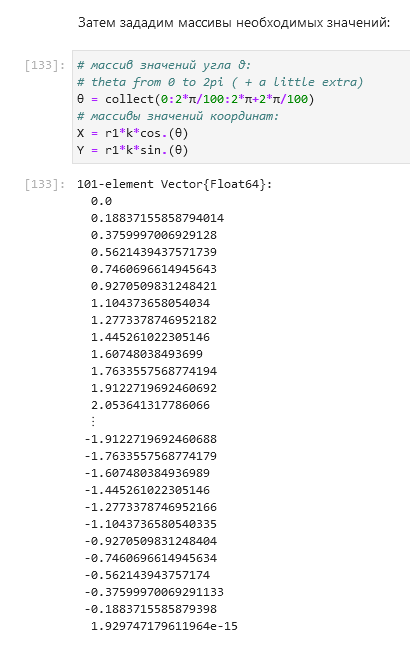 Затем зададим массивы необходимых значений:
[133]: # массив значений угла θ:
# theta from 0 to 2pi ( + a little extra)
θ = collect(0:2*π/100:2*π+2*π/100)
# массивы значений координат:
X = r1*k*cos.(θ)
Y = r1*k*sin.(θ)
[133]: 101-element Vector{Float64}:
0.0
0.18837155858794014
0.3759997006929128
0.5621439437571739
0.7460696614945643
0.9270509831248421
1.104373658054034
1.2773378746952182
1.445261022305146
1.60748038493699
1.7633557568774194
1.9122719692460692
2.053641317786066
⋮
-1.9122719692460688
-1.7633557568774179
-1.6074803849369​89
-1.445261022305146
-1.2773378746952166
-1.1043736580540335
-0.9270509831248404
-0.7460696614945634
-0.562143943757174
-0.37599970069291133
-0.1883715585879398
1.929747179611964e-15